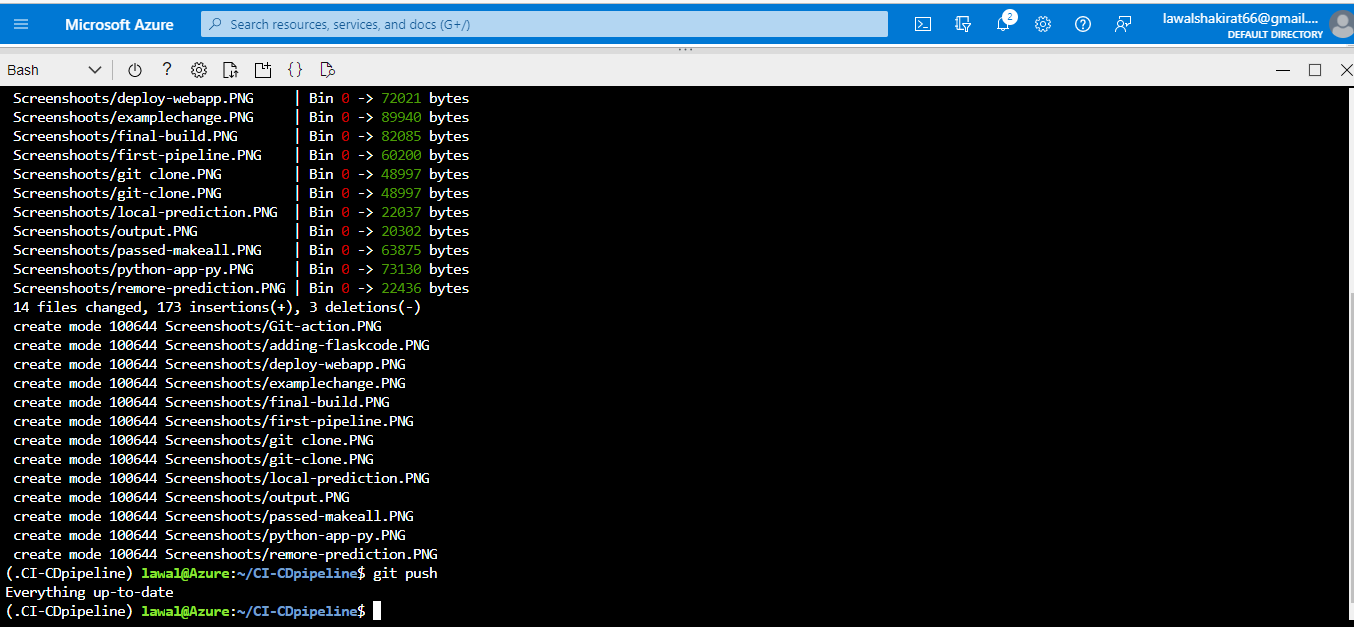 Microsoft Azure
Search resources, services, and docs (G+/)
2
lawalshakirat66@gmail....
DEFAULT DIRECTORY
Bash
Screenshoots/deploy-webapp.PNG | Bin 0 -> 72021 bytes
Screenshoots/examplechange.PNG | Bin 0 -> 89940 bytes
Screenshoots/final-build.PNG | Bin 0 -> 82085 bytes
Screenshoots/first-pipeline.PNG | Bin 0 -> 60200 bytes
Screenshoots/git clone.PNG | Bin 0 -> 48997 bytes
Screenshoots/git-clone.PNG | Bin 0 -> 48997 bytes
Screenshoots/local-prediction.PNG | Bin 0 -> 22037 bytes
Screenshoots/output.PNG | Bin 0 -> 20302 bytes
Screenshoots/passed-makeall.PNG | Bin 0 -> 63875 bytes
Screenshoots/python-app-py.PNG | Bin 0 -> 73130 bytes
Screenshoots/remore-prediction.PNG | Bin 0 -> 22436 bytes
14 files changed, 173 insertions(+), 3 deletions(-)
create mode 100644 Screenshoots/Git-action.PNG
create mode 100644 Screenshoots/adding-flaskcode.PNG
create mode 100644 Screenshoots/deploy-webapp.PNG
create mode 100644 Screenshoots/examplechange.PNG
create mode 100644 Screenshoots/final-build.PNG
create mode 100644 Screenshoots/first-pipeline.PNG
create mode 100644 Screenshoots/git clone.PNG
create mode 100644 Screenshoots/git-clone.PNG
create mode 100644 Screenshoots/local-prediction.PNG
create mode 100644 Screenshoots/output.PNG
create mode 100644 Screenshoots/passed-makeall.PNG
create mode 100644 Screenshoots/python-app-py.PNG
create mode 100644 Screenshoots/remore-prediction.PNG
(.CI-CDpipeline) lawal@Azure:~/CI-CDpipeline$ git push
Everything up-to-date
(.CI-CDpipeline) lawal@Azure:~/CI-CDpipeline$